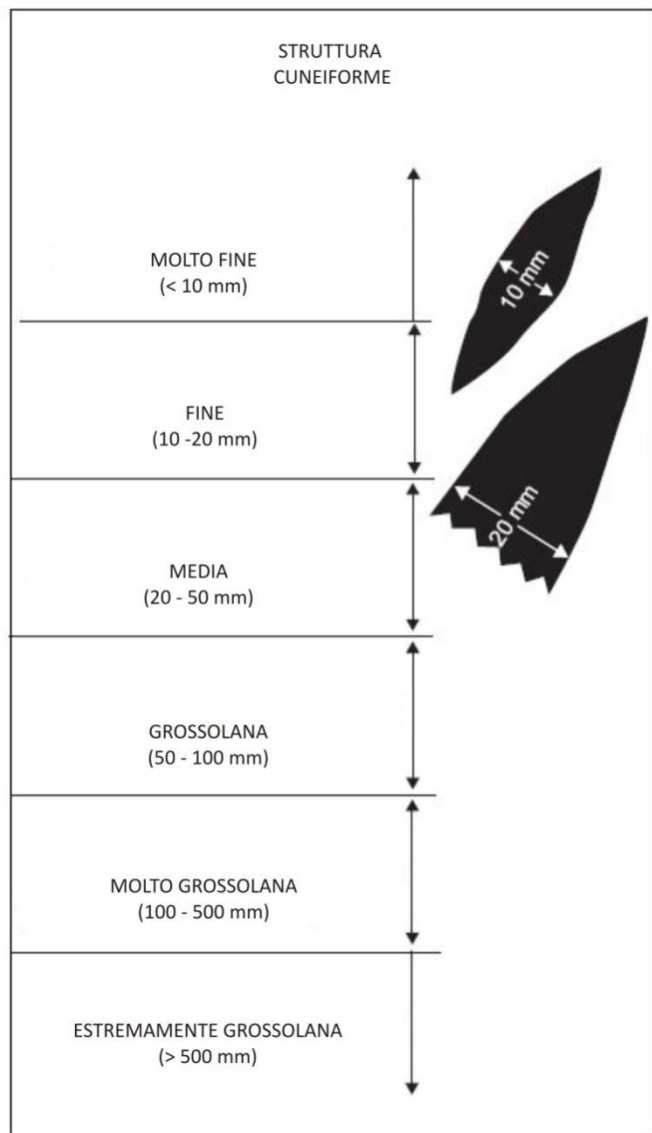 STRUTTURA
CUNEIFORME
MOLTO FINE
(< 10 mm)
10 mm
FINE
(10 -20 mm)
20 mm
MEDIA
(20 - 50 mm)
GROSSOLANA
(50 - 100 mm)
MOLTO GROSSOLANA
(100 - 500 mm)
ESTREMAMENTE GROSSOLANA
(> 500 mm)